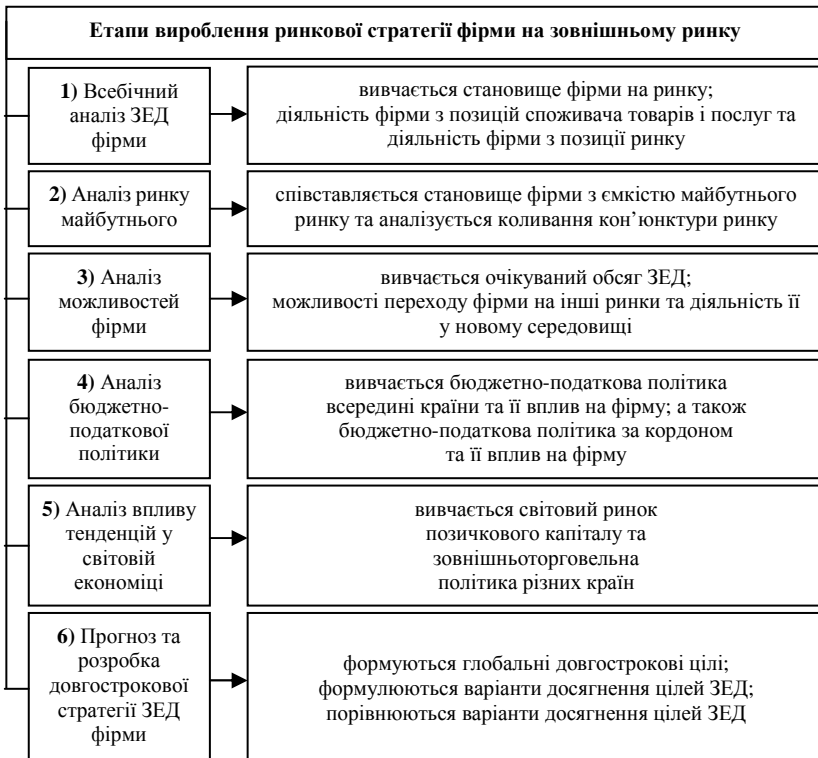 Етапи вироблення ринкової стратегії фірми на зовнішньому ринку
1) Всебічний
аналіз ЗЕД
фірми
вивчається становище фірми на ринку;
діяльність фірми з позицій споживача товарів і послуг та
діяльність фірми з позиції ринку
2) Аналіз ринку
майбутнього
співставляється становище фірми з ємкістю майбутнього
ринку та аналізується коливання кон’юнктури ринку
3) Аналіз
можливостей
фірми
вивчається очікуваний обсяг ЗЕД;
можливості переходу фірми на інші ринки та діяльність її
у новому середовищі
4) Аналіз
бюджетно-
податкової
політики
вивчається бюджетно-податкова політика
всередині країни та її вплив на фірму; а також
бюджетно-податкова політика за кордоном
та її вплив на фірму
5) Аналіз впливу
тенденцій у
світовій
економіці
вивчається світовий ринок
позичкового капіталу та
зовнішньоторговельна
політика різних країн
6) Прогноз та
розробка
довгострокової
стратегії ЗЕД
фірми
формуються глобальні довгострокові цілі;
формулюються варіанти досягнення цілей ЗЕД;
порівнюються варіанти досягнення цілей ЗЕД